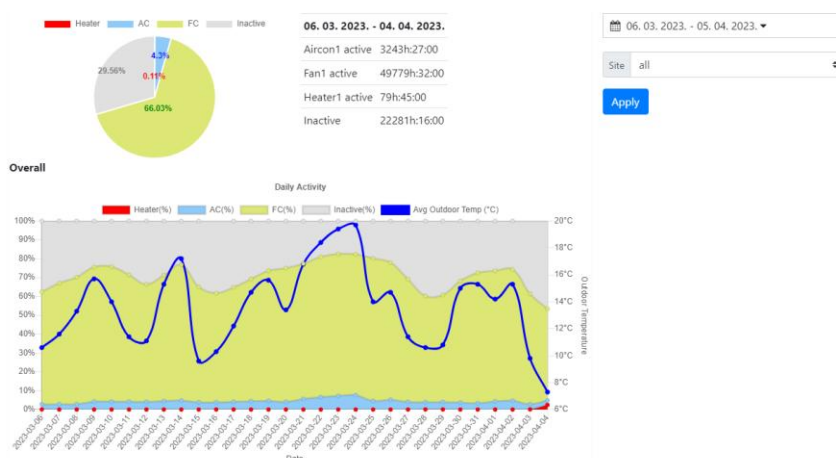 Heater AC FC Inactive
4.3%
29.56%
0.11%
66.03%
06. 03. 2023. - 04. 04. 2023.
Aircon1 active 3243h:27:00
Fan1 active 49779h:32:00
Heater1 active 79h:45:00
Inactive 22281h:16:00
06. 03. 2023. - 05. 04. 2023.
Site all
Apply
Overall
Daily Activity
Heater(%) AC(%) FC(%) Inactive(%) Avg Outdoor Temp (°C)
100% 20°C
90% 18°C
80% 16°C
70% 14°C
60% 12°C
50% 10°C
40% 8°C
30% 6°C
20%
10%
0%
Outdoor Temperature
2023-03-06
2023-03-07
2023-03-08
2023-03-09
2023-03-10
2023-03-11
2023-03-12
2023-03-13
2023-03-14
2023-03-15
2023-03-16
2023-03-17
2023-03-18
2023-03-19
2023-03-20
2023-03-21
2023-03-22
2023-03-23
2023-03-24
2023-03-25
2023-03-26
2023-03-27
2023-03-28
2023-03-29
2023-03-30
2023-03-31
2023-04-01
2023-04-02
2023-04-03
2023-04-04
Date